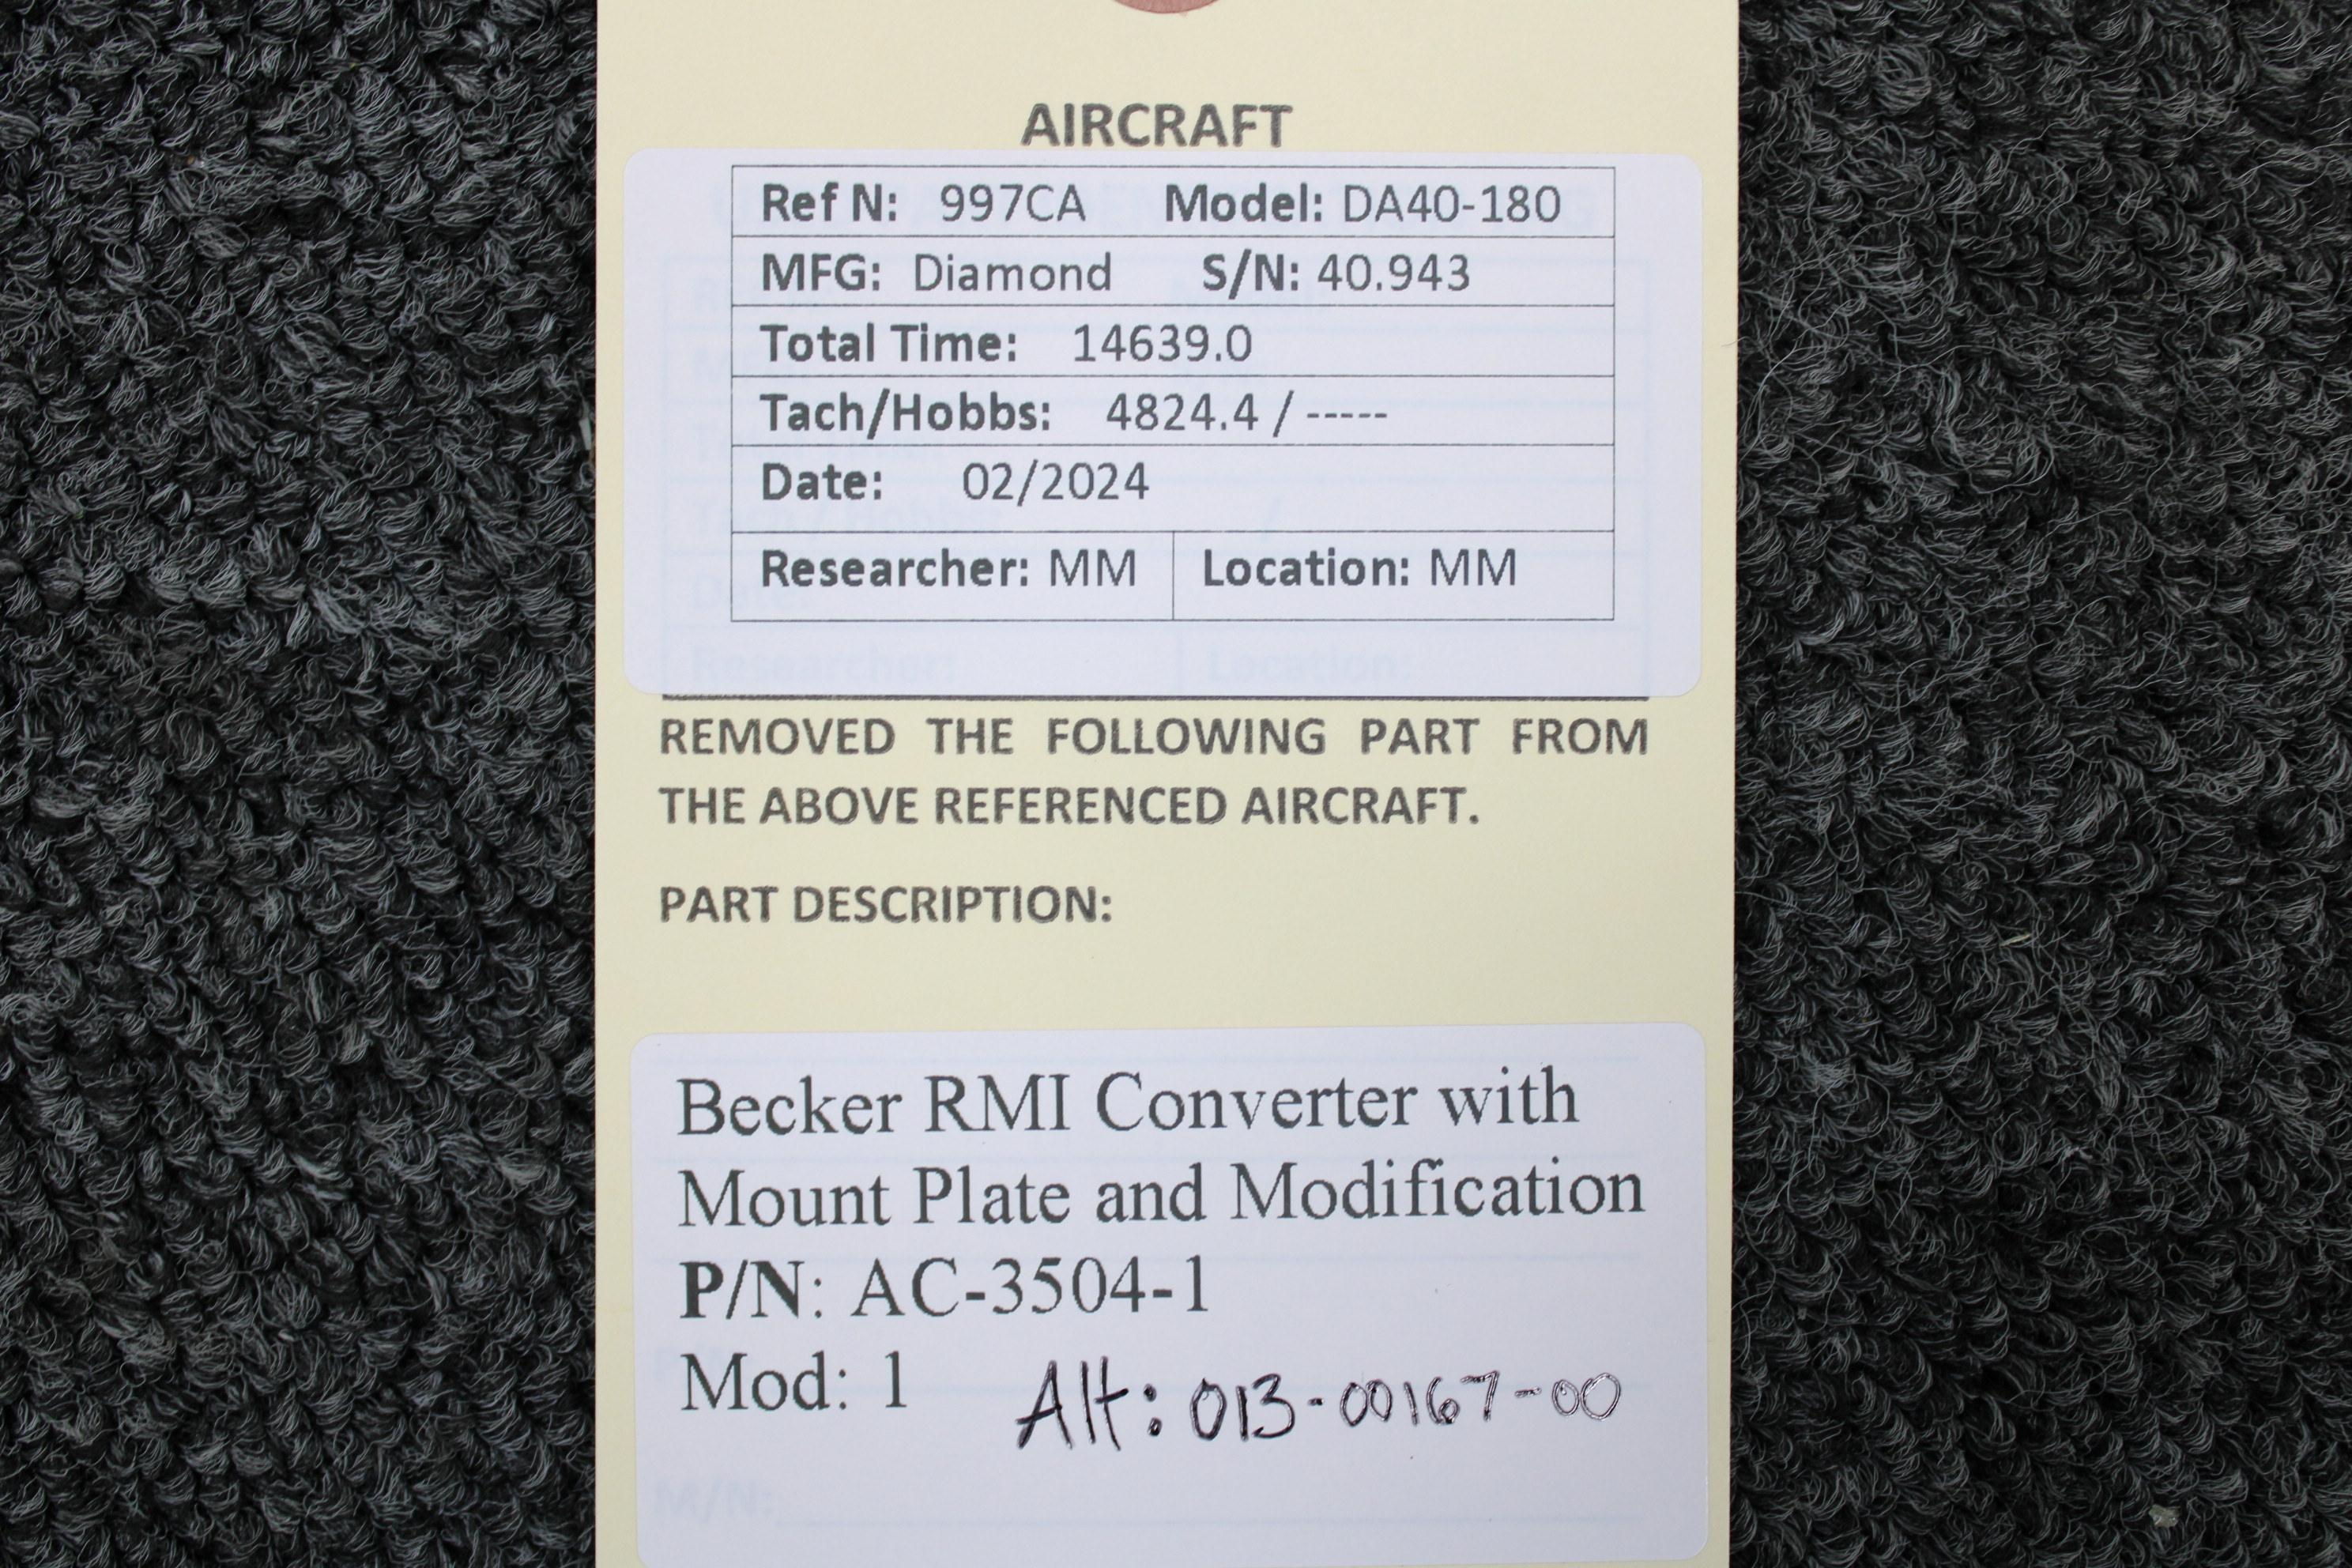 AIRCRAFT
Ref N: 997CA Model: DA40-180
MFG: Diamond S/N: 40.943
Total Time: 14639.0
Tach/Hobbs: 4824.4 / -----
Date: 02/2024
Researcher: MM Location: MM
REMOVED THE FOLLOWING PART FROM
THE ABOVE REFERENCED AIRCRAFT.
PART DESCRIPTION:
Becker RMI Converter with
Mount Plate and Modification
P/N: AC-3504-1
Mod: 1 Alt: 013-00167-00
M/N: